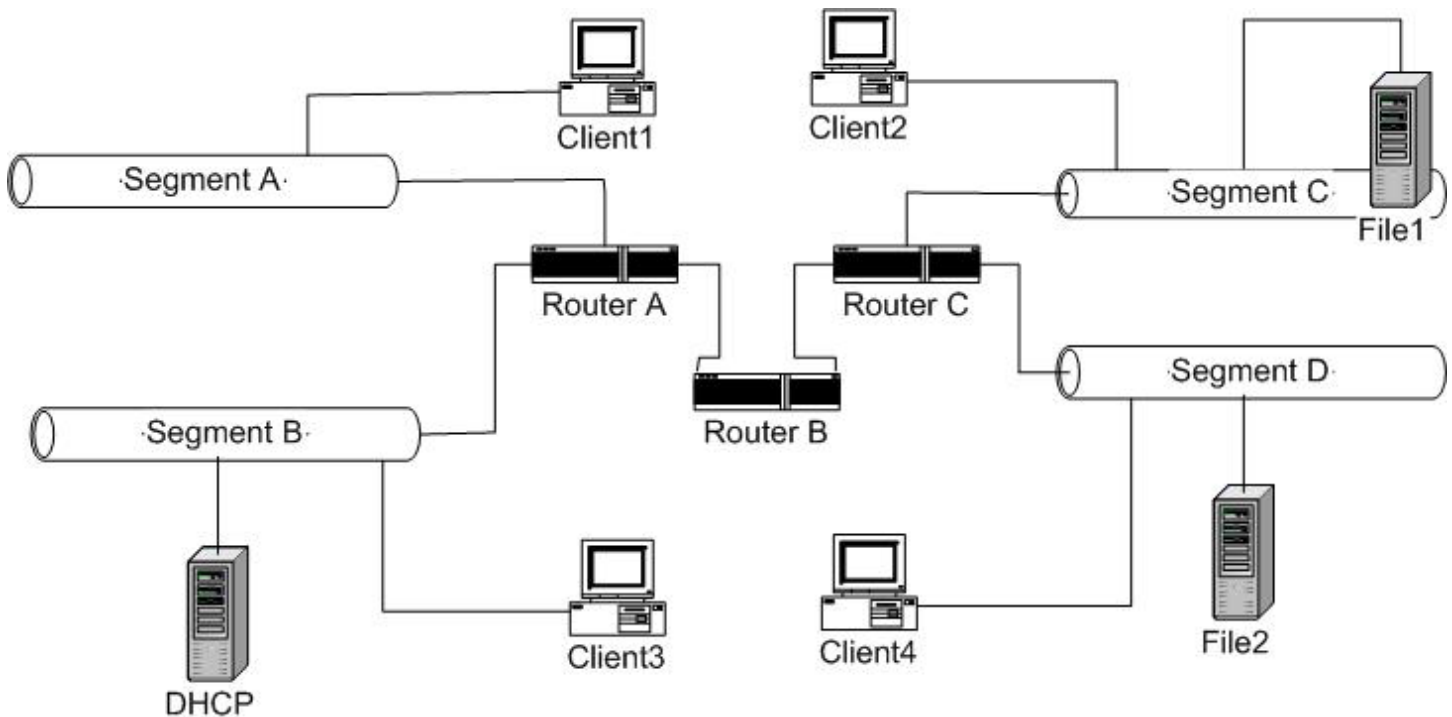 Client1
Client2
Segment A
Segment C
File1
Router A
Router C
Segment D
Segment B
Router B
Client3
Client4
File2
DHCP